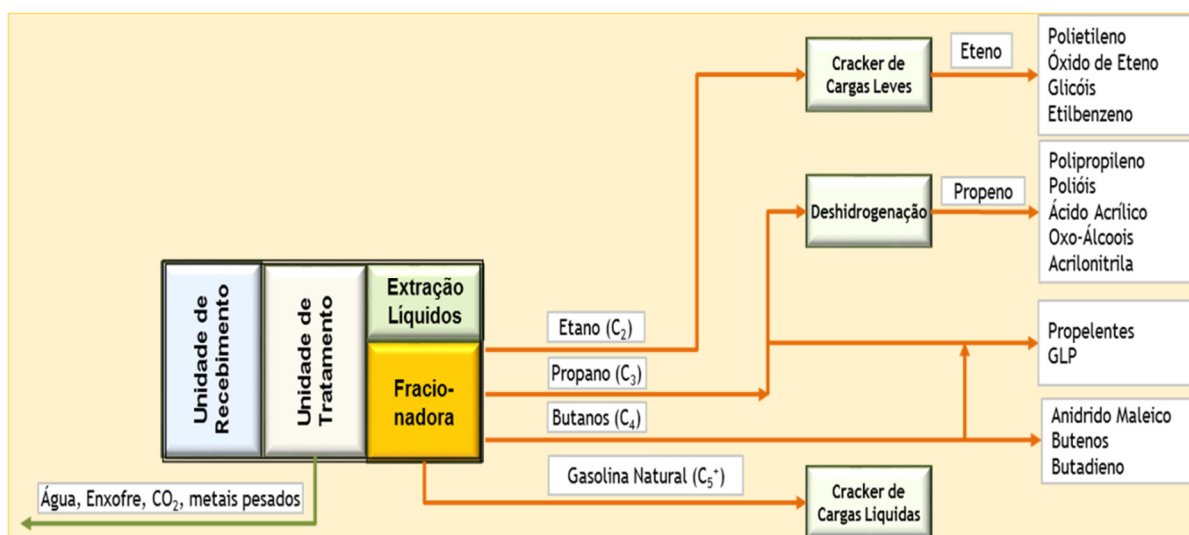 Cracker de
Cargas Leves
Eteno
Polietileno
Óxido de Eteno
Glicóis
Etilbenzeno
Deshidrogenação
Propeno
Polipropileno
Polióis
Ácido Acrílico
Oxo-Álcoois
Acrilonitrila
Unidade de
Recebimento
Unidade de
Tratamento
Extração
Líquidos
Fracio-
nadora
Etano (C₂)
Propano (C₃)
Butanos (C₄)
Propelentes
GLP
Anidrido Maleico
Butenos
Butadieno
Gasolina Natural (C₅⁺)
Cracker de
Cargas Liquidas
Água, Enxofre, CO₂, metais pesados